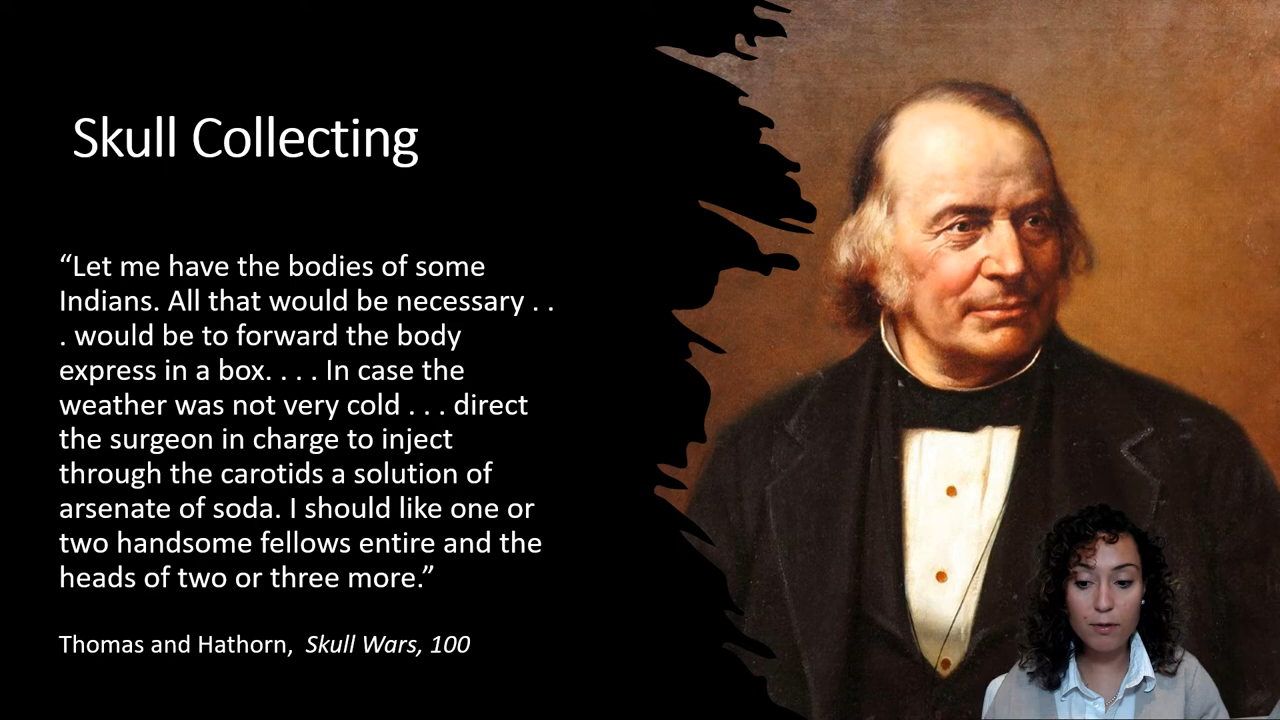 Skull Collecting
“Let me have the bodies of some
Indians. All that would be necessary . .
. would be to forward the body
express in a box. . . . In case the
weather was not very cold . . . direct
the surgeon in charge to inject
through the carotids a solution of
arsenate of soda. I should like one or
two handsome fellows entire and the
heads of two or three more.”
Thomas and Hathorn, Skull Wars, 100